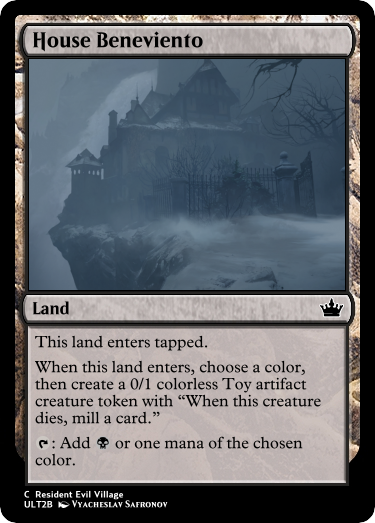 House Beneviento
Land
This land enters tapped.
When this land enters, choose a color,
then create a 0/1 colorless Toy artifact
creature token with “When this creature
dies, mill a card.”
: Add or one mana of the chosen
color.
C Resident Evil Village
ULT2B Vyacheslav Safronov